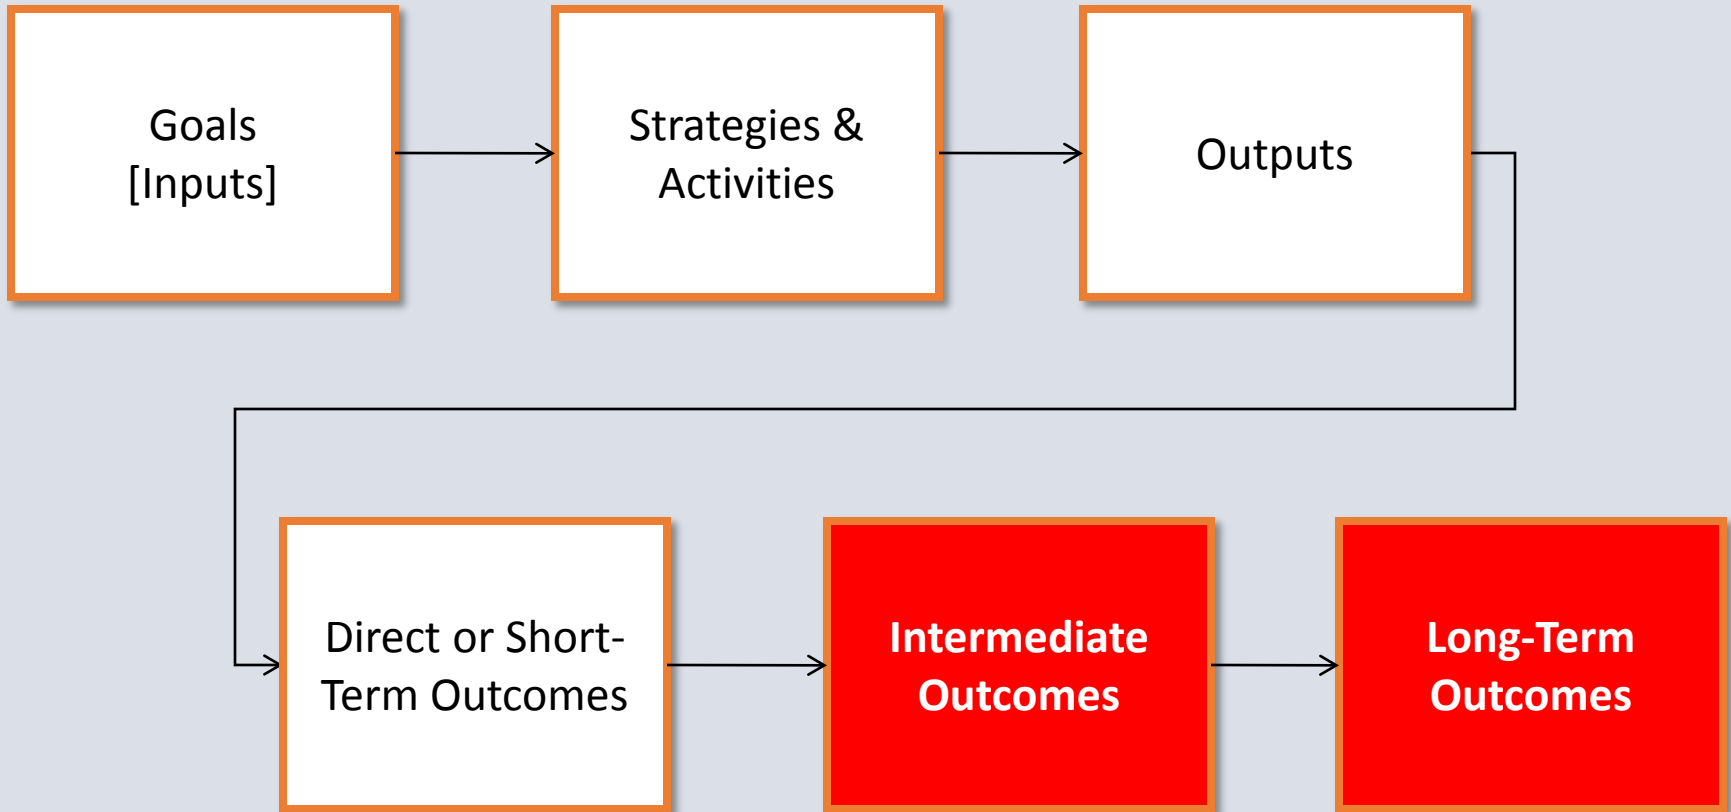 Goals
[Inputs]
Strategies &
Activities
Outputs
Direct or Short-
Term Outcomes
Intermediate
Outcomes
Long-Term
Outcomes